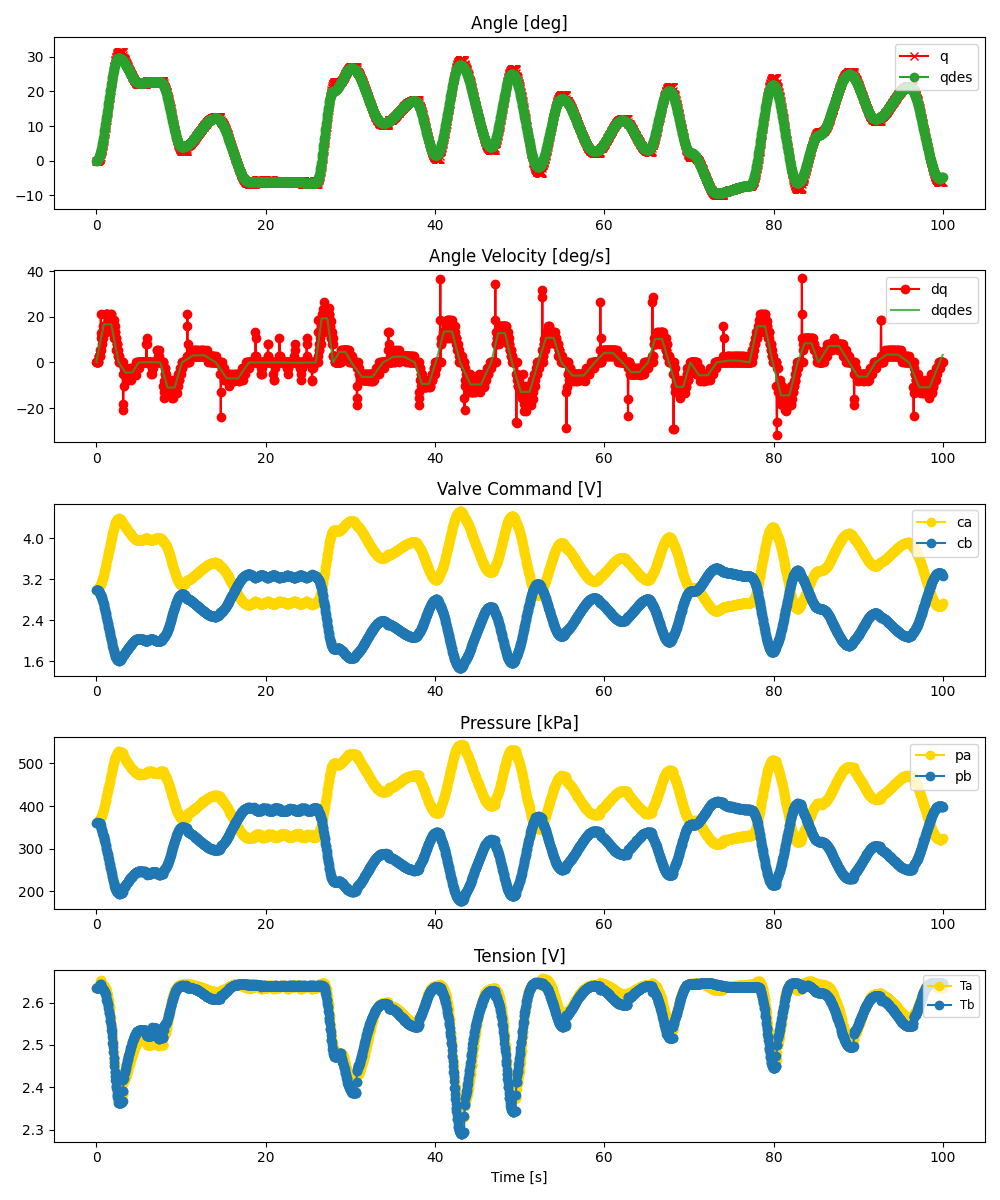 Angle [deg]
30
20
10
0
−10
q
qdes
0 20 40 60 80 100
Angle Velocity [deg/s]
40
20
0
−20
dq
dqdes
0 20 40 60 80 100
Valve Command [V]
4.0
3.2
2.4
1.6
ca
cb
0 20 40 60 80 100
Pressure [kPa]
500
400
300
200
pa
pb
0 20 40 60 80 100
Tension [V]
2.6
2.5
2.4
2.3
Ta
Tb
0 20 40 60 80 100
Time [s]